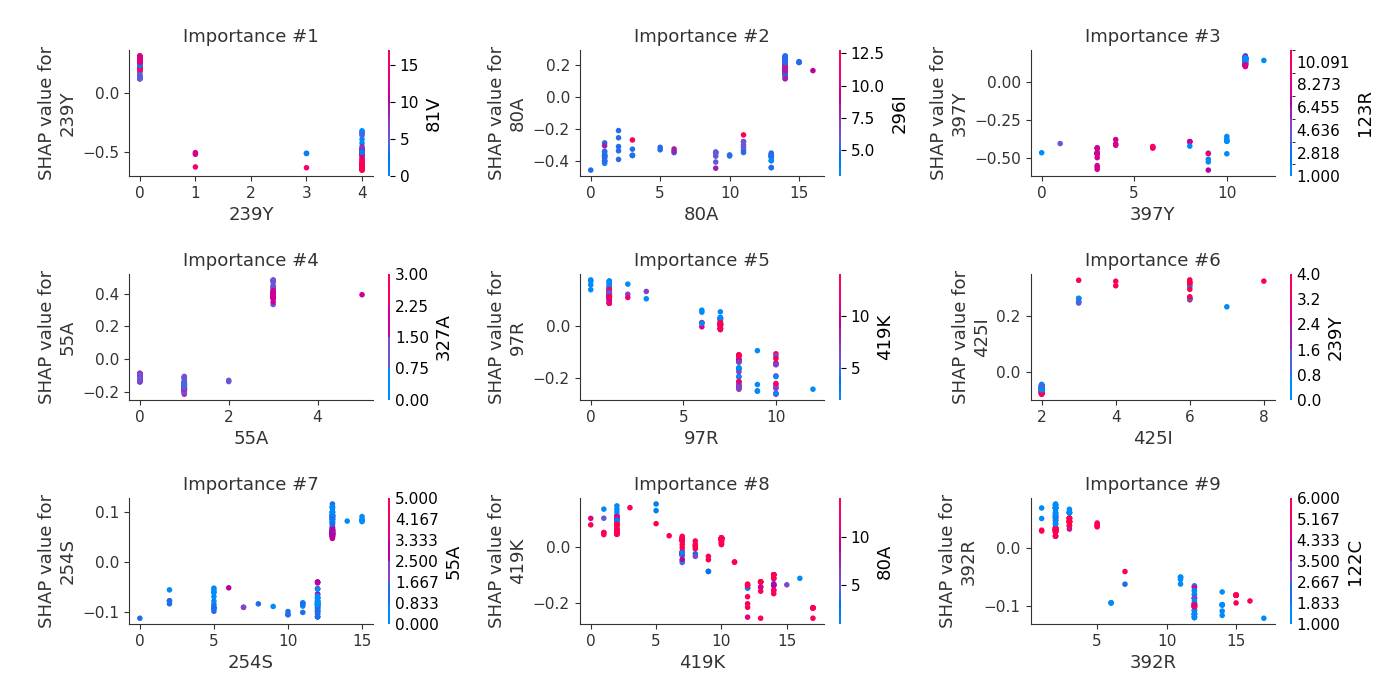 Importance #1
SHAP value for
239Y
0.0
−0.5
0 1 2 3 4
239Y
15
10
5
0
81V
Importance #2
SHAP value for
80A
0.2
0.0
−0.2
−0.4
0 5 10 15
80A
12.5
10.0
7.5
5.0
296I
Importance #3
SHAP value for
397Y
0.00
−0.25
−0.50
0 5 10
397Y
10.091
8.273
6.455
4.636
2.818
1.000
123R
Importance #4
SHAP value for
55A
0.4
0.2
0.0
−0.2
0 2 4
55A
3.00
2.25
1.50
0.75
0.00
327A
Importance #5
SHAP value for
97R
0.0
−0.2
0 5 10
97R
10
5
419K
Importance #6
SHAP value for
425I
0.2
0.0
2 4 6 8
425I
4.0
3.2
2.4
1.6
0.8
0.0
239Y
Importance #7
SHAP value for
254S
0.1
0.0
−0.1
0 5 10 15
254S
5.000
4.167
3.333
2.500
1.667
0.833
0.000
55A
Importance #8
SHAP value for
419K
0.0
−0.2
0 5 10 15
419K
10
5
80A
Importance #9
SHAP value for
392R
0.0
−0.1
5 10 15
392R
6.000
5.167
4.333
3.500
2.667
1.833
1.000
122C